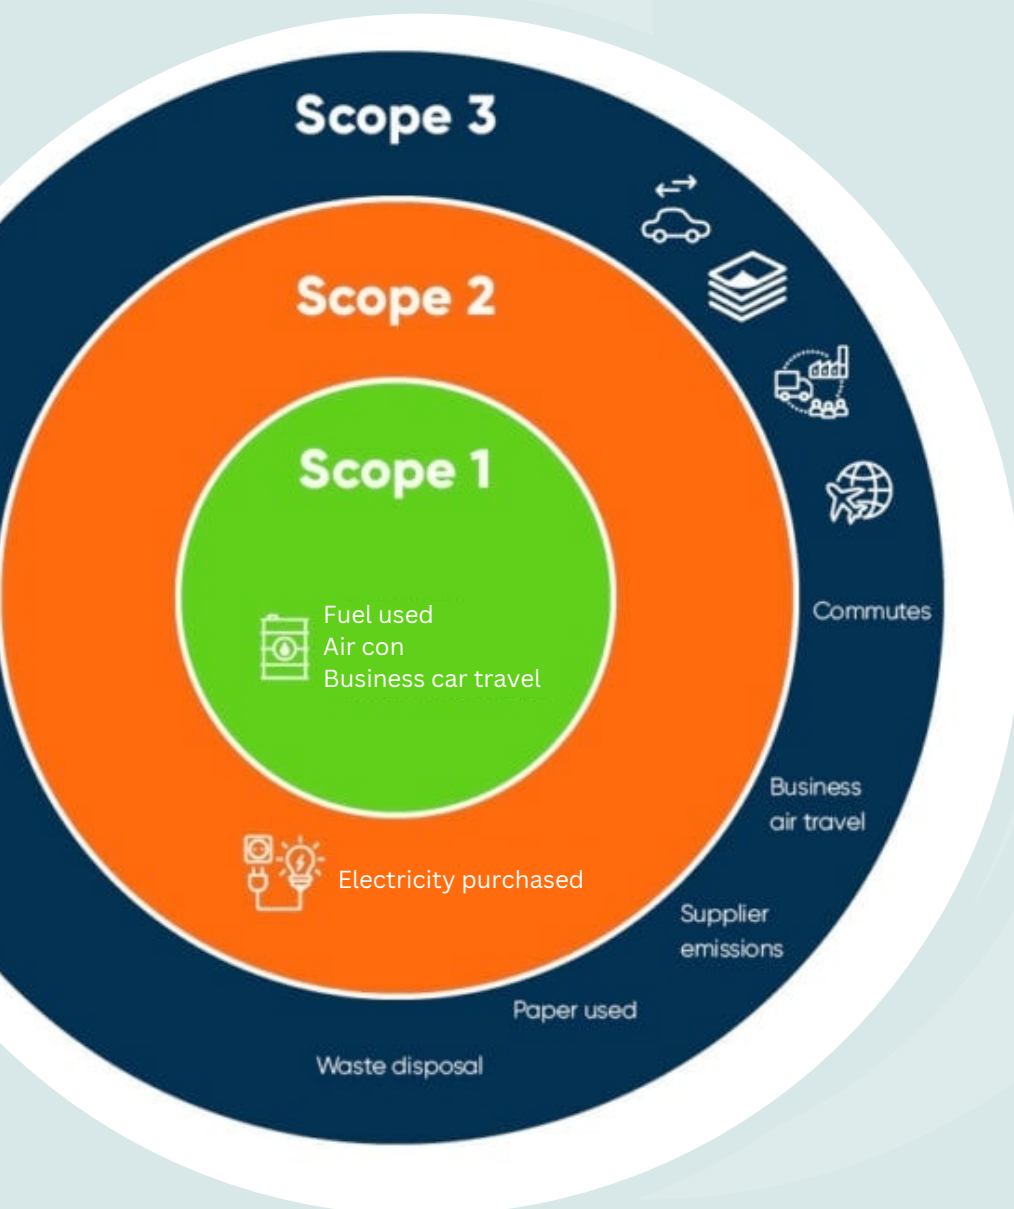 Scope 3
Scope 2
Scope 1
Fuel used
Air con
Business car travel
Commutes
Business
air travel
Electricity purchased
Supplier
emissions
Paper used
Waste disposal